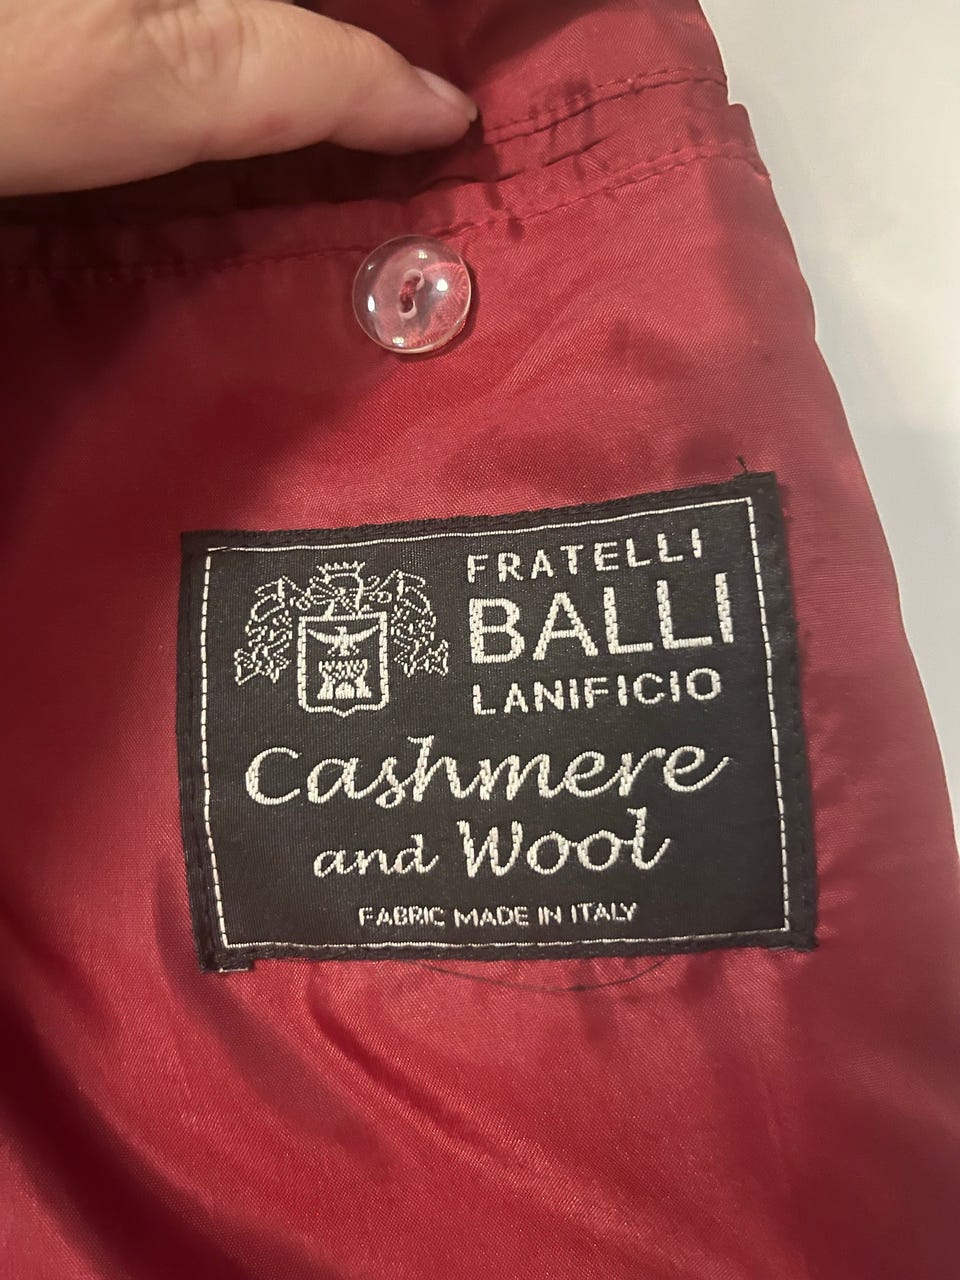 FRATELLI
BALLI
LANIFICIO
Cashmere
and Wool
FABRIC MADE IN ITALY